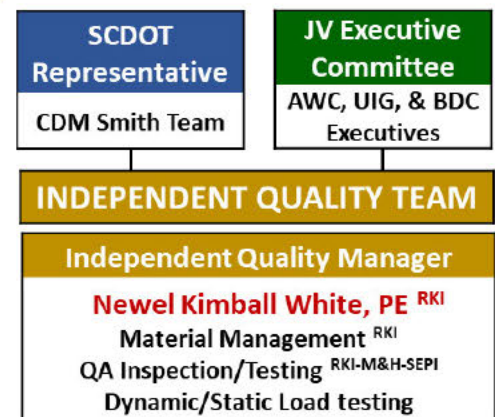 SCDOT
Representative
CDM Smith Team
JV Executive
Committee
AWC, UIG, & BDC
Executives
INDEPENDENT QUALITY TEAM
Independent Quality Manager
Newel Kimball White, PE RKI
Material Management RKI
QA Inspection/Testing RKI-M&H-SEPI
Dynamic/Static Load testing